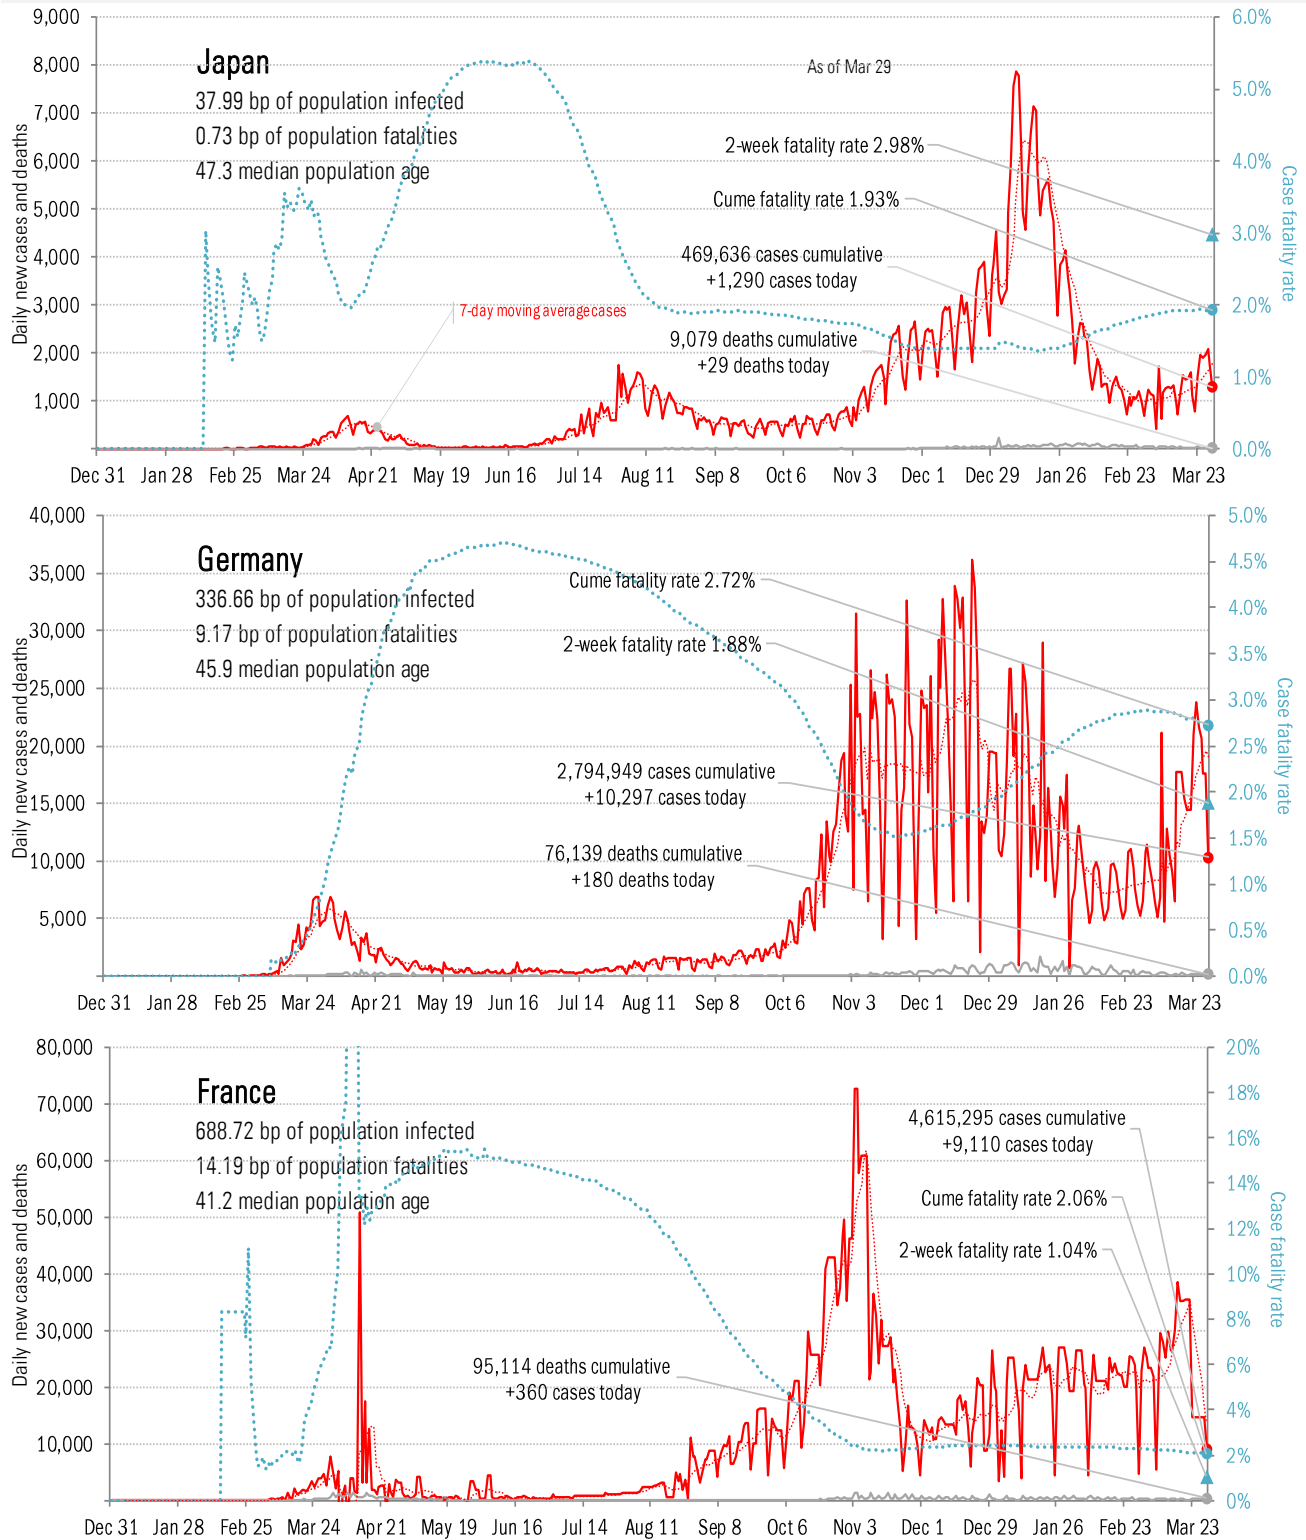 Japan
37.99 bp of population infected
0.73 bp of population fatalities
47.3 median population age
As of Mar 29
2-week fatality rate 2.98%
Cume fatality rate 1.93%
469,636 cases cumulative
+1,290 cases today
7-day moving average cases
9,079 deaths cumulative
+29 deaths today
Daily new cases and deaths
9,000
8,000
7,000
6,000
5,000
4,000
3,000
2,000
1,000
6.0%
5.0%
4.0%
3.0%
2.0%
1.0%
0.0%
Case fatality rate
Dec 31 Jan 28 Feb 25 Mar 24 Apr 21 May 19 Jun 16 Jul 14 Aug 11 Sep 8 Oct 6 Nov 3 Dec 1 Dec 29 Jan 26 Feb 23 Mar 23
Germany
336.66 bp of population infected
9.17 bp of population fatalities
45.9 median population age
Cume fatality rate 2.72%
2-week fatality rate 1.88%
2,794,949 cases cumulative
+10,297 cases today
76,139 deaths cumulative
+180 deaths today
Daily new cases and deaths
40,000
35,000
30,000
25,000
20,000
15,000
10,000
5,000
5.0%
4.5%
4.0%
3.5%
3.0%
2.5%
2.0%
1.5%
1.0%
0.5%
0.0%
Case fatality rate
Dec 31 Jan 28 Feb 25 Mar 24 Apr 21 May 19 Jun 16 Jul 14 Aug 11 Sep 8 Oct 6 Nov 3 Dec 1 Dec 29 Jan 26 Feb 23 Mar 23
France
688.72 bp of population infected
14.19 bp of population fatalities
41.2 median population age
4,615,295 cases cumulative
+9,110 cases today
Cume fatality rate 2.06%
2-week fatality rate 1.04%
95,114 deaths cumulative
+360 cases today
Daily new cases and deaths
80,000
70,000
60,000
50,000
40,000
30,000
20,000
10,000
20%
18%
16%
14%
12%
10%
8%
6%
4%
2%
0%
Case fatality rate
Dec 31 Jan 28 Feb 25 Mar 24 Apr 21 May 19 Jun 16 Jul 14 Aug 11 Sep 8 Oct 6 Nov 3 Dec 1 Dec 29 Jan 26 Feb 23 Mar 23